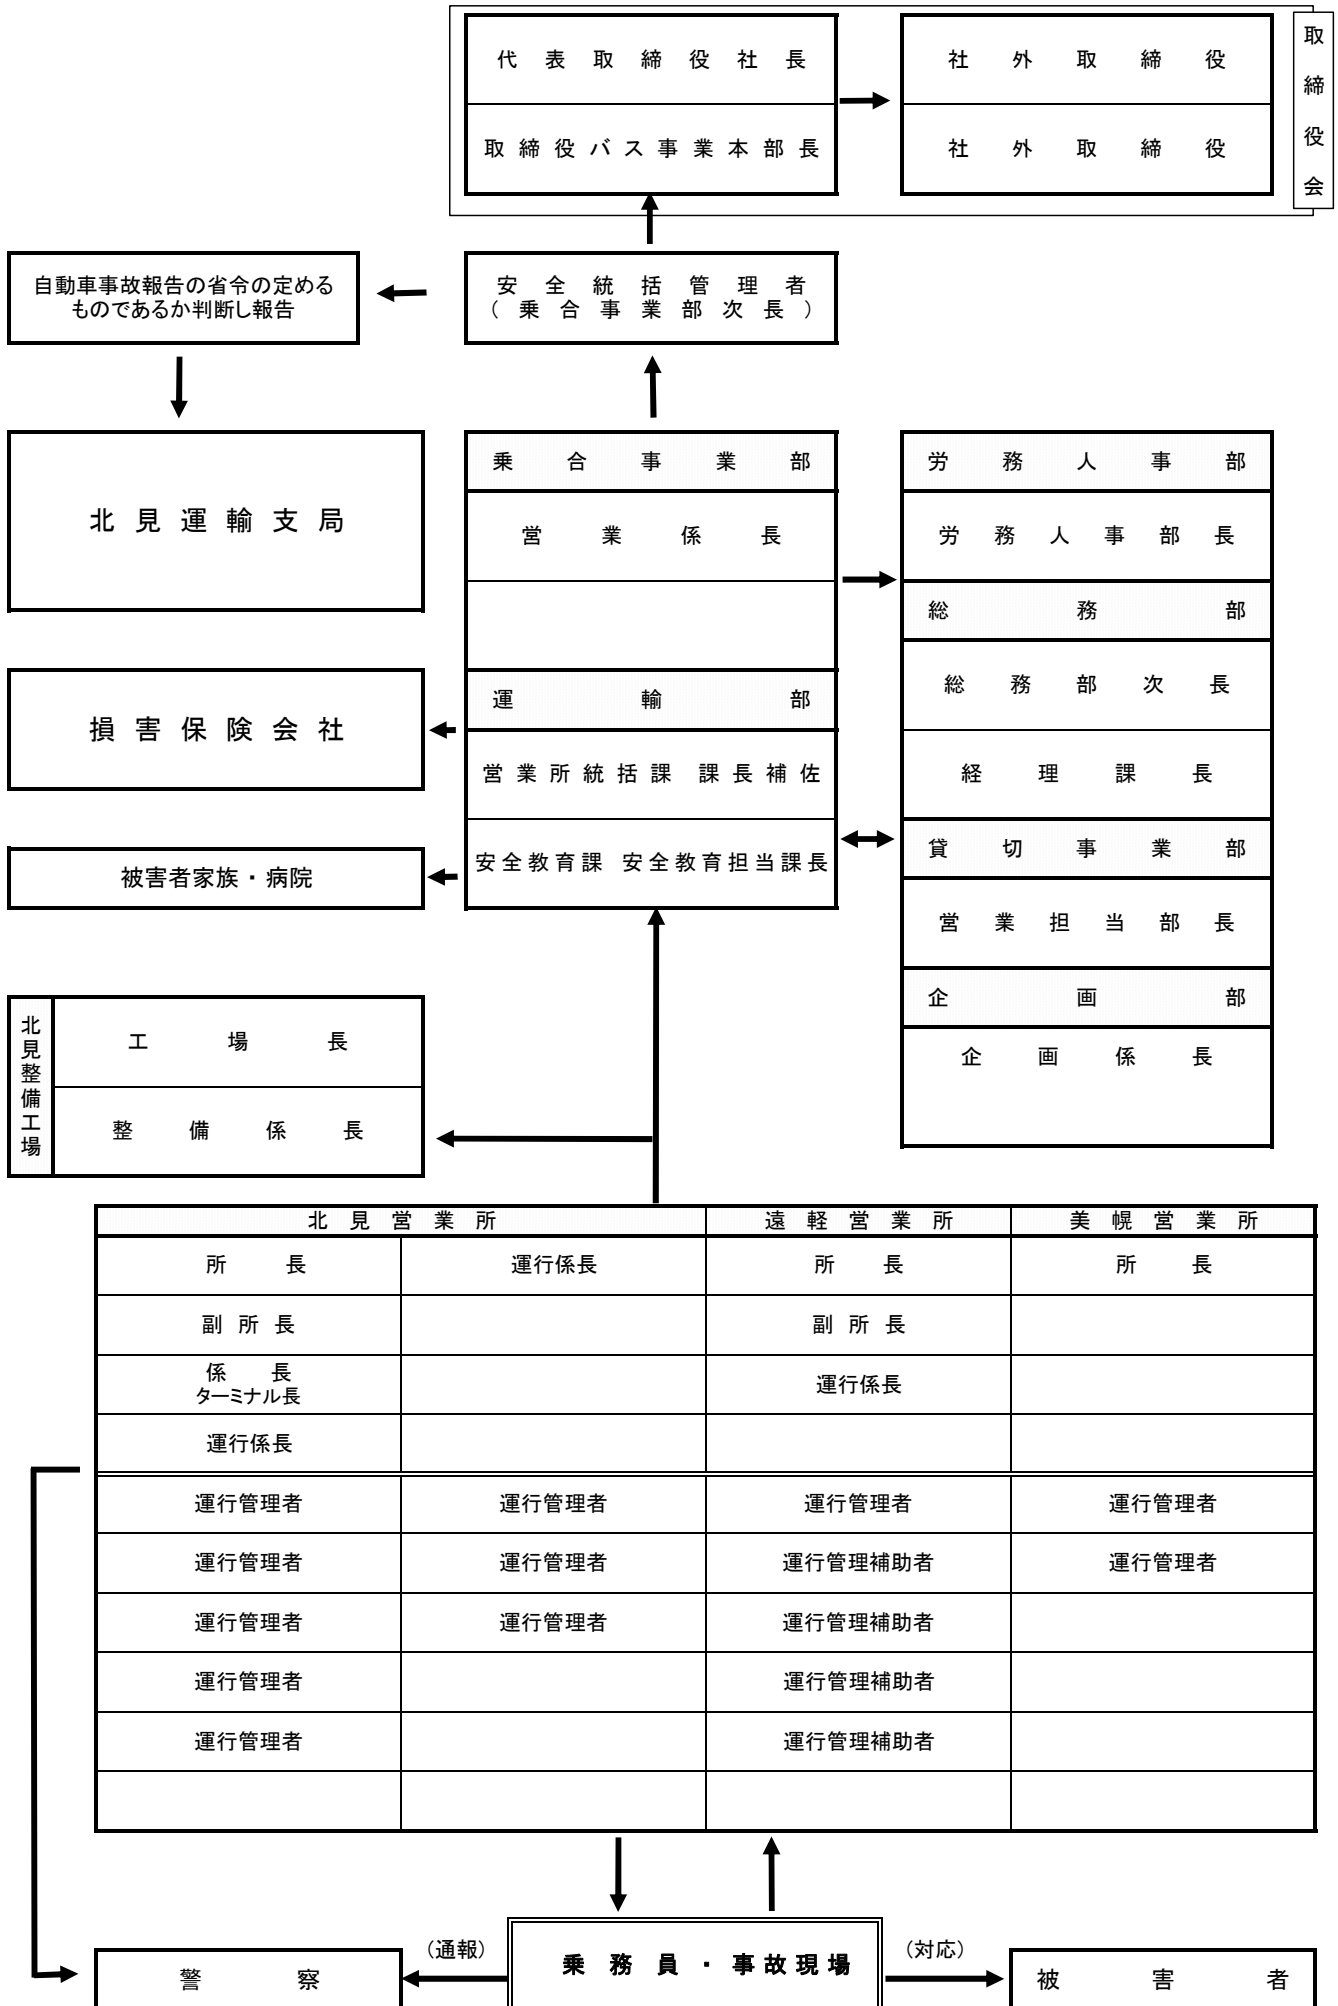 代表取締役社長
社外取締役
取締役会
取締役バス事業本部長
社外取締役
自動車事故報告の省令の定める
ものであるか判断し報告
安全統括管理者
（乗合事業部次長）
北見運輸支局
乗合事業部
営業係長
運輸部
営業所統括課 課長補佐
安全教育課 安全教育担当課長
労務人事部
労務人事部長
総務部
総務部次長
経理課長
貸切事業部
営業担当部長
企画部
企画係長
損害保険会社
被害者家族・病院
北見整備工場
工場長
整備係長
北見営業所 遠軽営業所 美幌営業所
所長 運行係長 所長 所長
副所長 副所長
係長
ターミナル長
運行係長
運行係長
運行管理者 運行管理者 運行管理者 運行管理者
運行管理者 運行管理者 運行管理補助者 運行管理者
運行管理者 運行管理者 運行管理補助者
運行管理者 運行管理補助者
運行管理者 運行管理補助者
（通報）
乗務員・事故現場
（対応）
警察
被害者